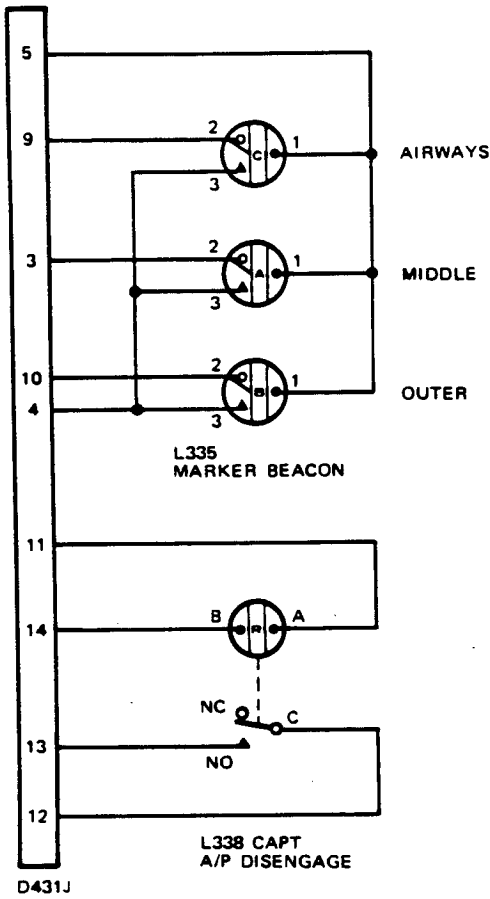 5
9
2
1
C
3
AIRWAYS
3
2
1
A
3
MIDDLE
10
2
1
B
4
3
OUTER
L335
MARKER BEACON
11
14
B
A
R
NC
C
13
NO
12
L338 CAPT
A/P DISENGAGE
D431J